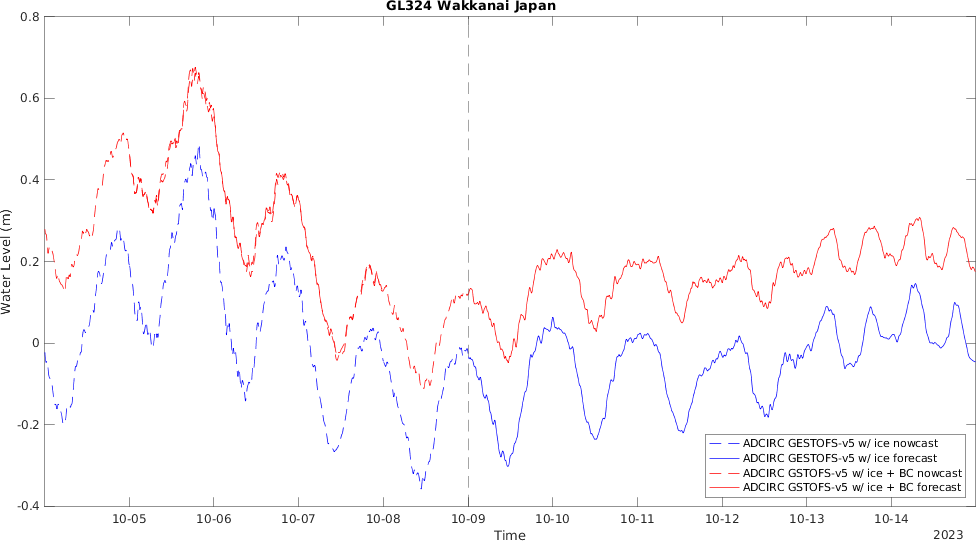 GL324 Wakkanai Japan
0.8
0.6
0.4
0.2
0
-0.2
-0.4
Water Level (m)
ADCIRC GESTOFS-v5 w/ ice nowcast
ADCIRC GESTOFS-v5 w/ ice forecast
ADCIRC GSTOFS-v5 w/ ice + BC nowcast
ADCIRC GSTOFS-v5 w/ ice + BC forecast
10-05 10-06 10-07 10-08 10-09 10-10 10-11 10-12 10-13 10-14
Time
2023